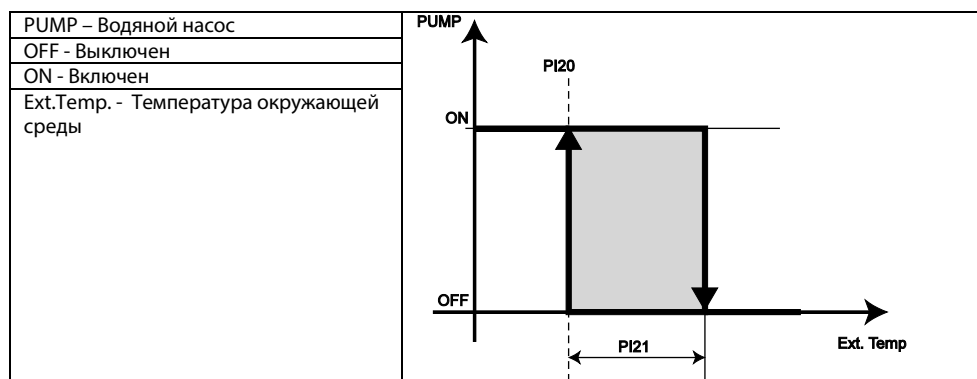 PUMP – Водяной насос
OFF - Выключен
ON - Включен
Ext.Temp. - Температура окружающей
среды
PUMP
PI20
ON
OFF
PI21
Ext. Temp